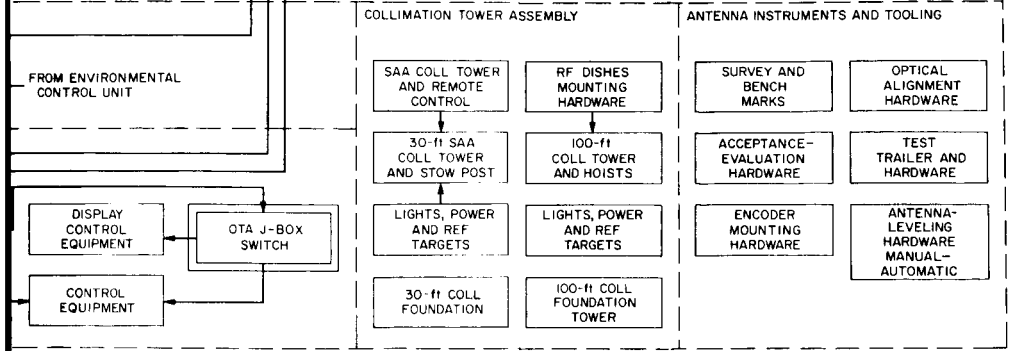 FROM ENVIRONMENTAL
CONTROL UNIT
DISPLAY
CONTROL
EQUIPMENT
OTA J-BOX
SWITCH
CONTROL
EQUIPMENT
COLLIMATION TOWER ASSEMBLY
SAA COLL TOWER
AND REMOTE
CONTROL
RF DISHES
MOUNTING
HARDWARE
30-ft SAA
COLL TOWER
AND STOW POST
100-ft
COLL TOWER
AND HOISTS
LIGHTS, POWER
AND REF
TARGETS
LIGHTS, POWER
AND REF
TARGETS
30-ft COLL
FOUNDATION
100-ft COLL
FOUNDATION
TOWER
ANTENNA INSTRUMENTS AND TOOLING
SURVEY AND
BENCH
MARKS
OPTICAL
ALIGNMENT
HARDWARE
ACCEPTANCE-
EVALUATION
HARDWARE
TEST
TRAILER AND
HARDWARE
ENCODER
MOUNTING
HARDWARE
ANTENNA-
LEVELING
HARDWARE
MANUAL-
AUTOMATIC